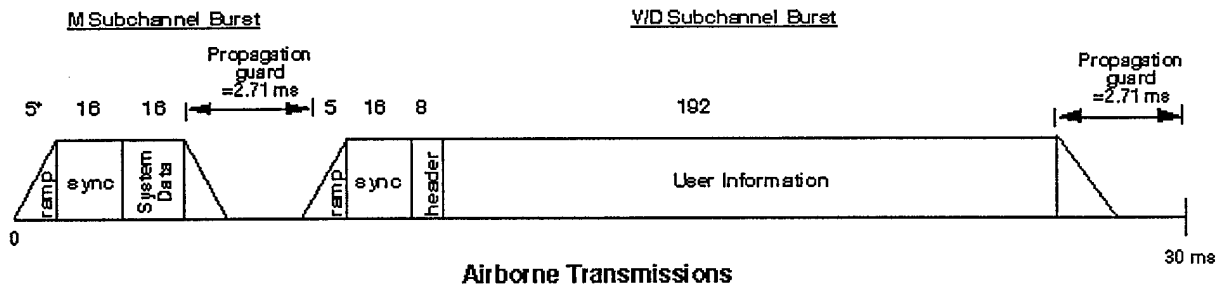 M Subchannel Burst
V/D Subchannel Burst
Propagation
guard
=2.71 ms
Propagation
guard
=2.71 ms
5* 16 16 5 16 8 192
ramp sync System Data ramp sync header User Information
0
30 ms
Airborne Transmissions